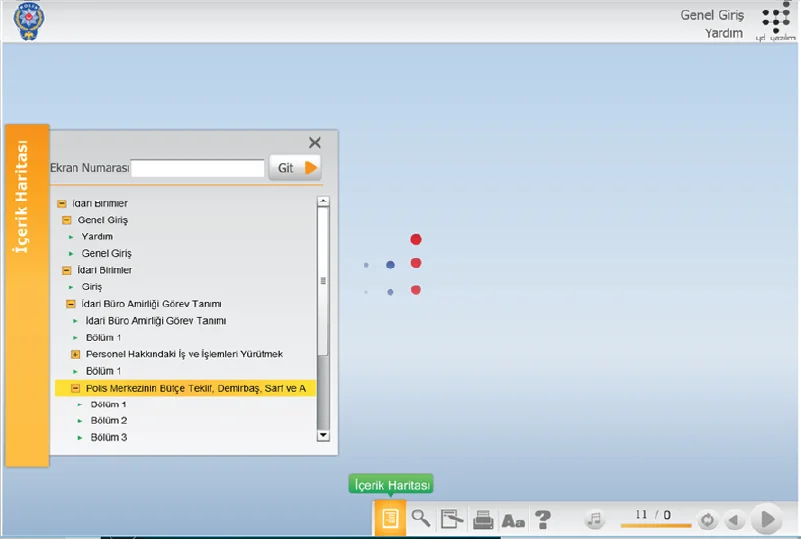 POLİS
Genel Giriş
Yardım
yd yazılım
İçerik Haritası
Ekran Numarası
Git
İdari Birimler
Genel Giriş
Yardım
Genel Giriş
İdari Birimler
Giriş
İdari Büro Amirliği Görev Tanımı
İdari Büro Amirliği Görev Tanımı
Bölüm 1
Personel Hakkındaki İş ve İşlemleri Yürütmek
Bölüm 1
Polis Merkezinin Bütçe Teklif, Demirbaş, Sarf ve A
Bölüm 1
Bölüm 2
Bölüm 3
İçerik Haritası
Aa ?
11 / 0